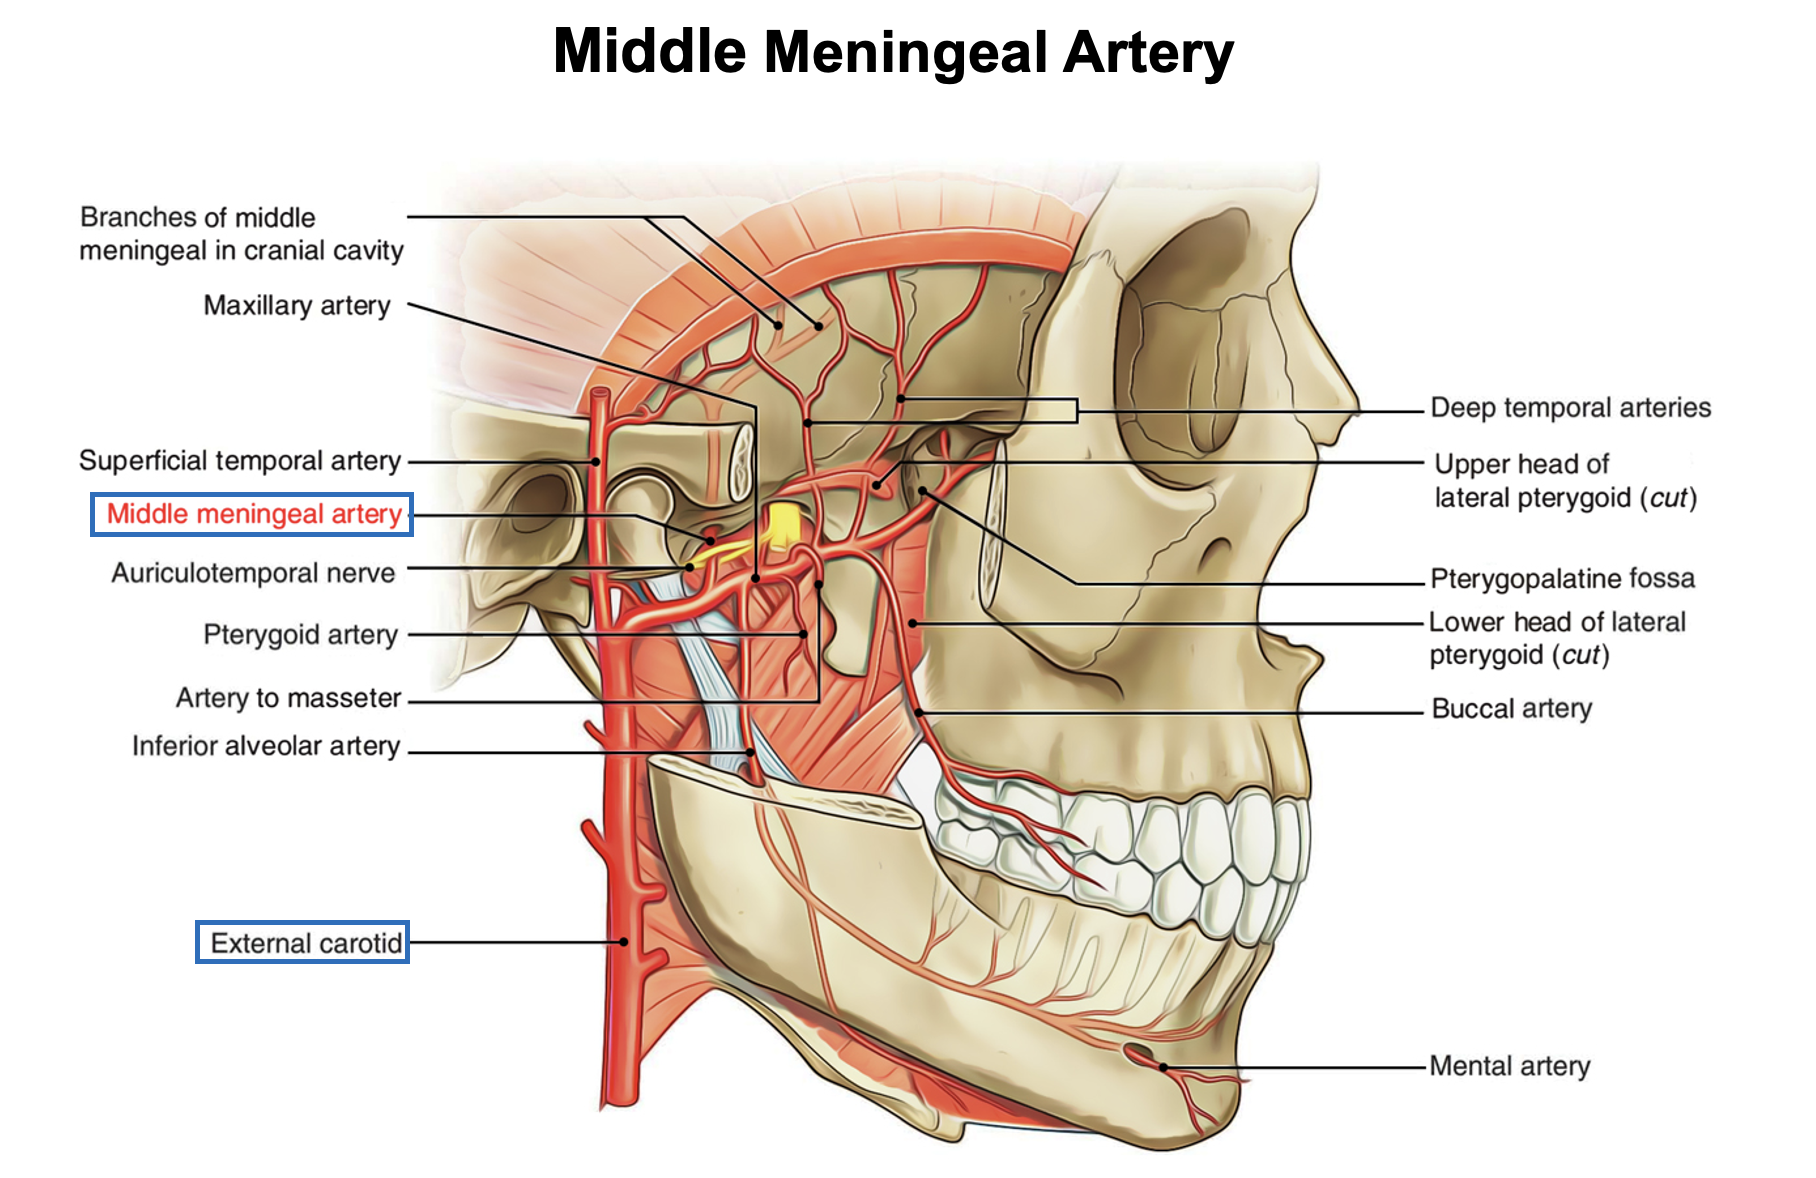 Middle Meningeal Artery
Branches of middle
meningeal in cranial cavity
Maxillary artery
Superficial temporal artery
Middle meningeal artery
Auriculotemporal nerve
Pterygoid artery
Artery to masseter
Inferior alveolar artery
External carotid
Deep temporal arteries
Upper head of
lateral pterygoid (cut)
Pterygopalatine fossa
Lower head of lateral
pterygoid (cut)
Buccal artery
Mental artery